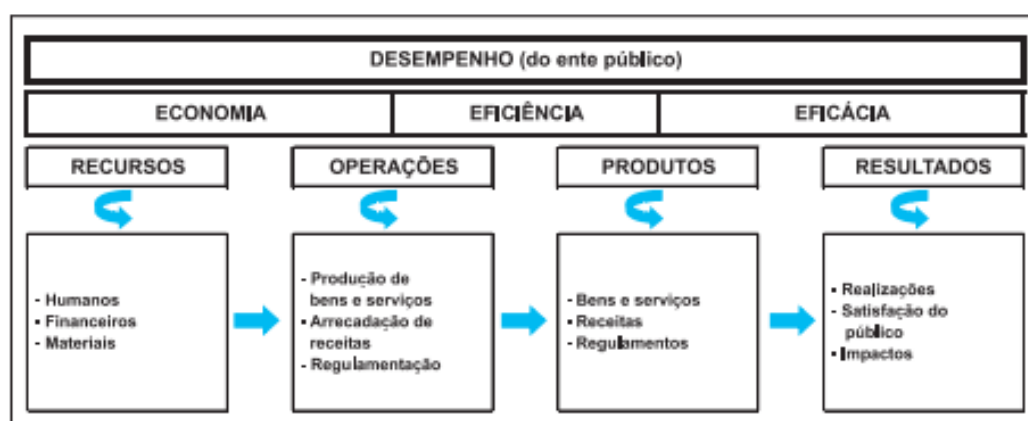 DESEMPENHO (do ente público)
ECONOMIA
EFICIÊNCIA
EFICÁCIA
RECURSOS
OPERAÇÕES
PRODUTOS
RESULTADOS
- Humanos
- Financeiros
- Materiais
- Produção de
bens e serviços
- Arrecadação de
receitas
- Regulamentação
- Bens e serviços
- Receitas
- Regulamentos
- Realizações
- Satisfação do
público
- Impactos